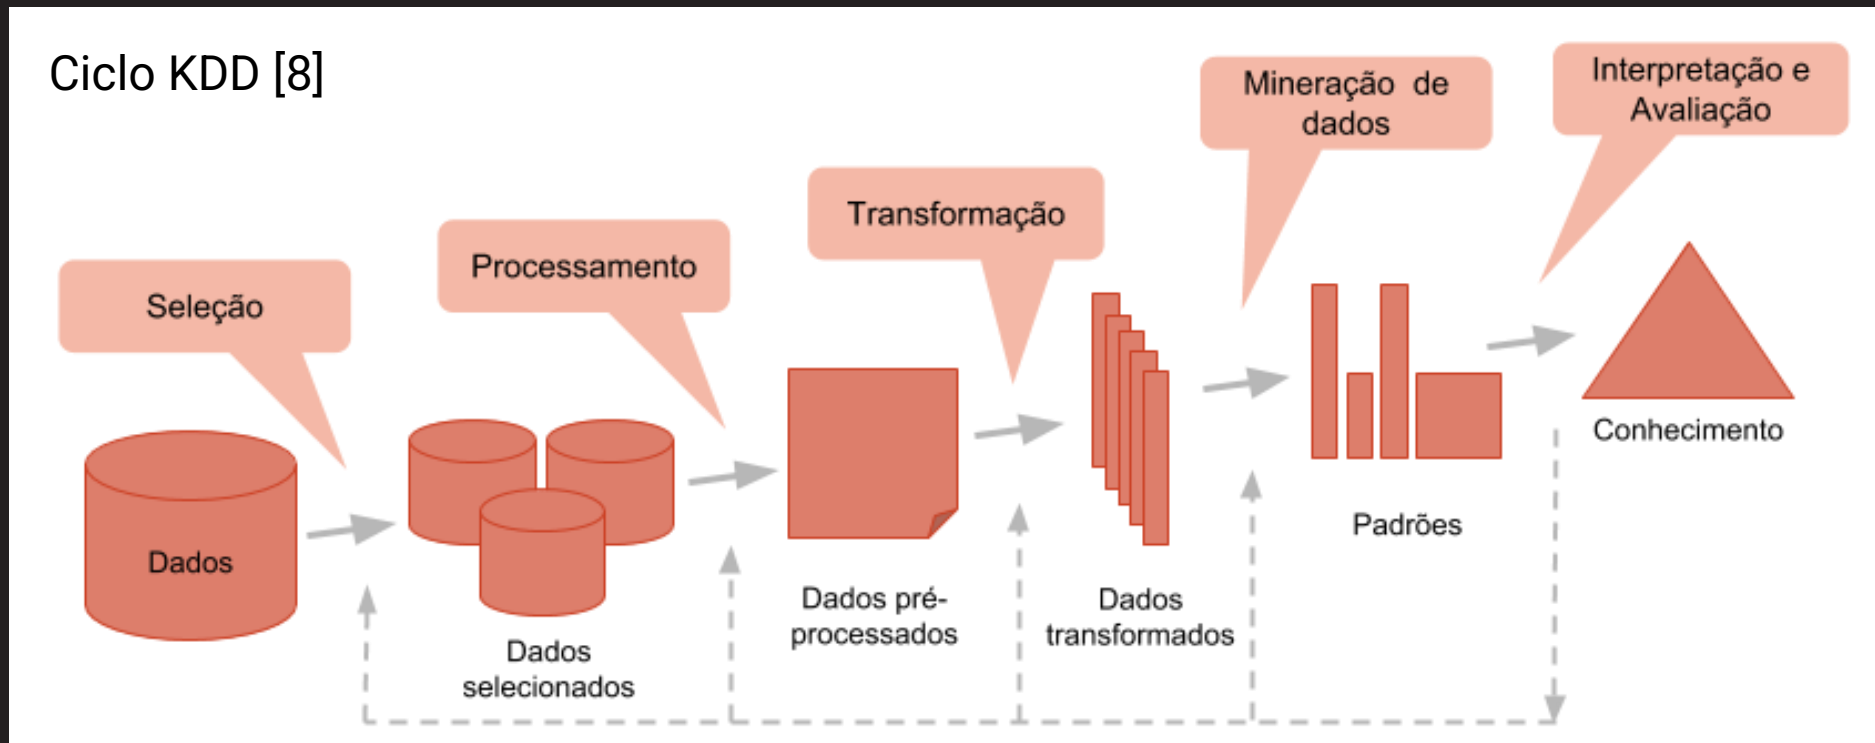 Ciclo KDD [8]
Seleção
Processamento
Transformação
Mineração de
dados
Interpretação e
Avaliação
Dados
Dados
selecionados
Dados pré-
processados
Dados
transformados
Padrões
Conhecimento